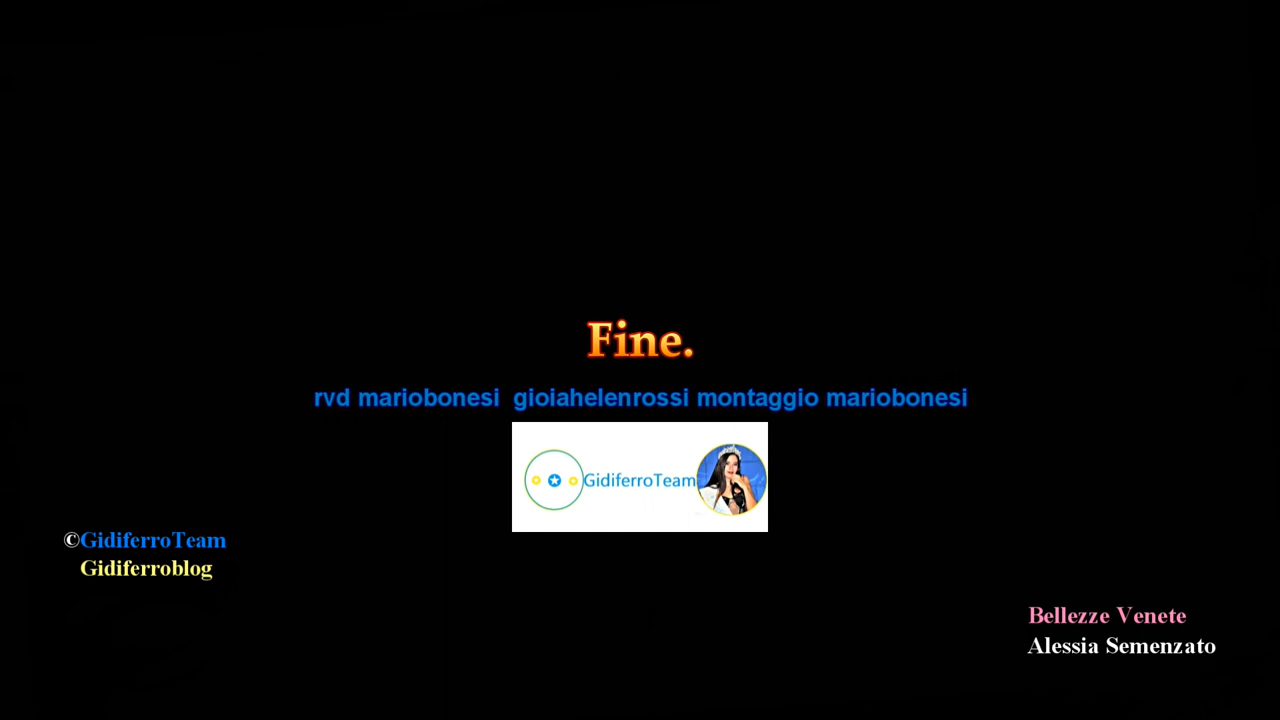 Fine.
rvd mariobonesi  gioiahelenrossi montaggio mariobonesi
GidiferroTeam
©GidiferroTeam
Gidiferroblog
Bellezze Venete
Alessia Semenzato